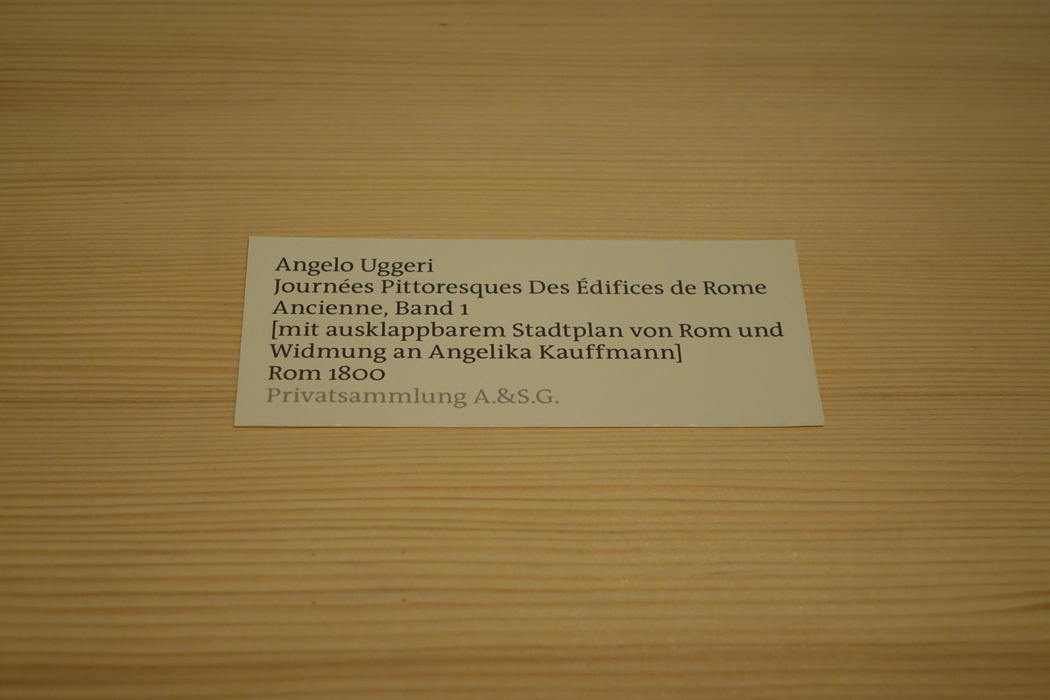 Angelo Uggeri
Journées Pittoresques Des Édifices de Rome
Ancienne, Band 1
[mit ausklappbarem Stadtplan von Rom und
Widmung an Angelika Kauffmann]
Rom 1800
Privatsammlung A.&S.G.